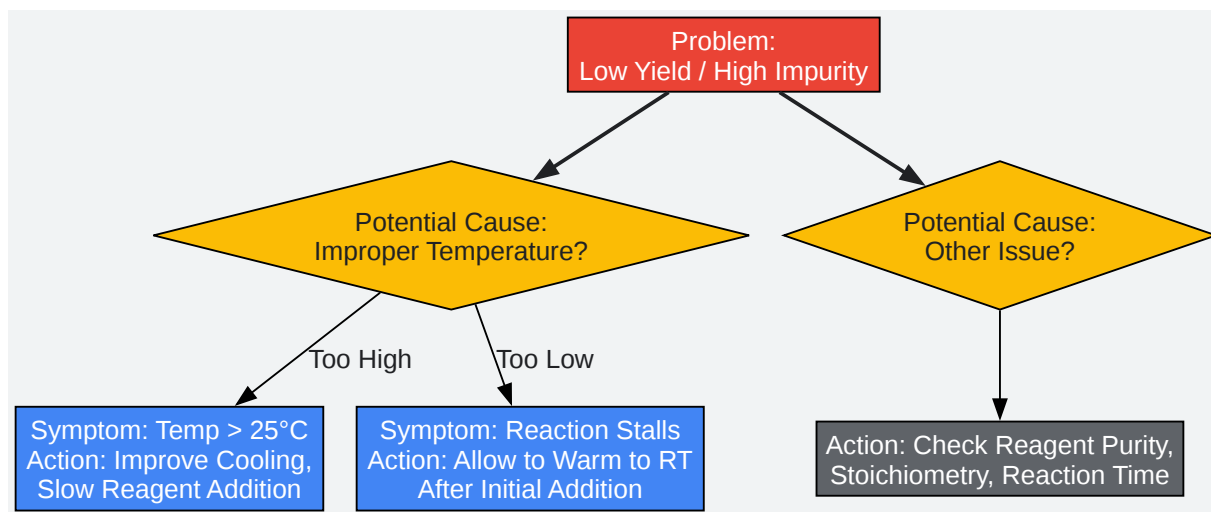 Problem:
Low Yield / High Impurity
Potential Cause:
Improper Temperature?
Potential Cause:
Other Issue?
Too High
Too Low
Symptom: Temp > 25°C
Action: Improve Cooling,
Slow Reagent Addition
Symptom: Reaction Stalls
Action: Allow to Warm to RT
After Initial Addition
Action: Check Reagent Purity,
Stoichiometry, Reaction Time